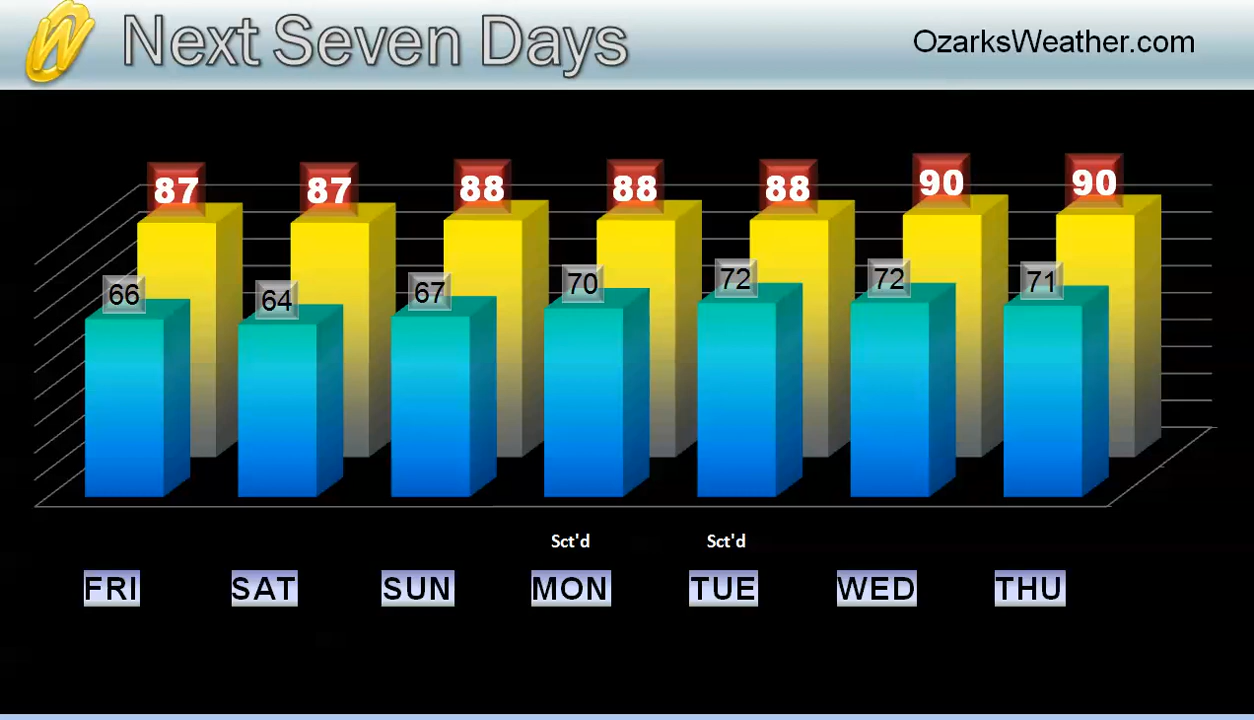 W Next Seven Days
OzarksWeather.com
87 87 88 88 88 90 90
66 64 67 70 72 72 71
Sct'd Sct'd
FRI SAT SUN MON TUE WED THU